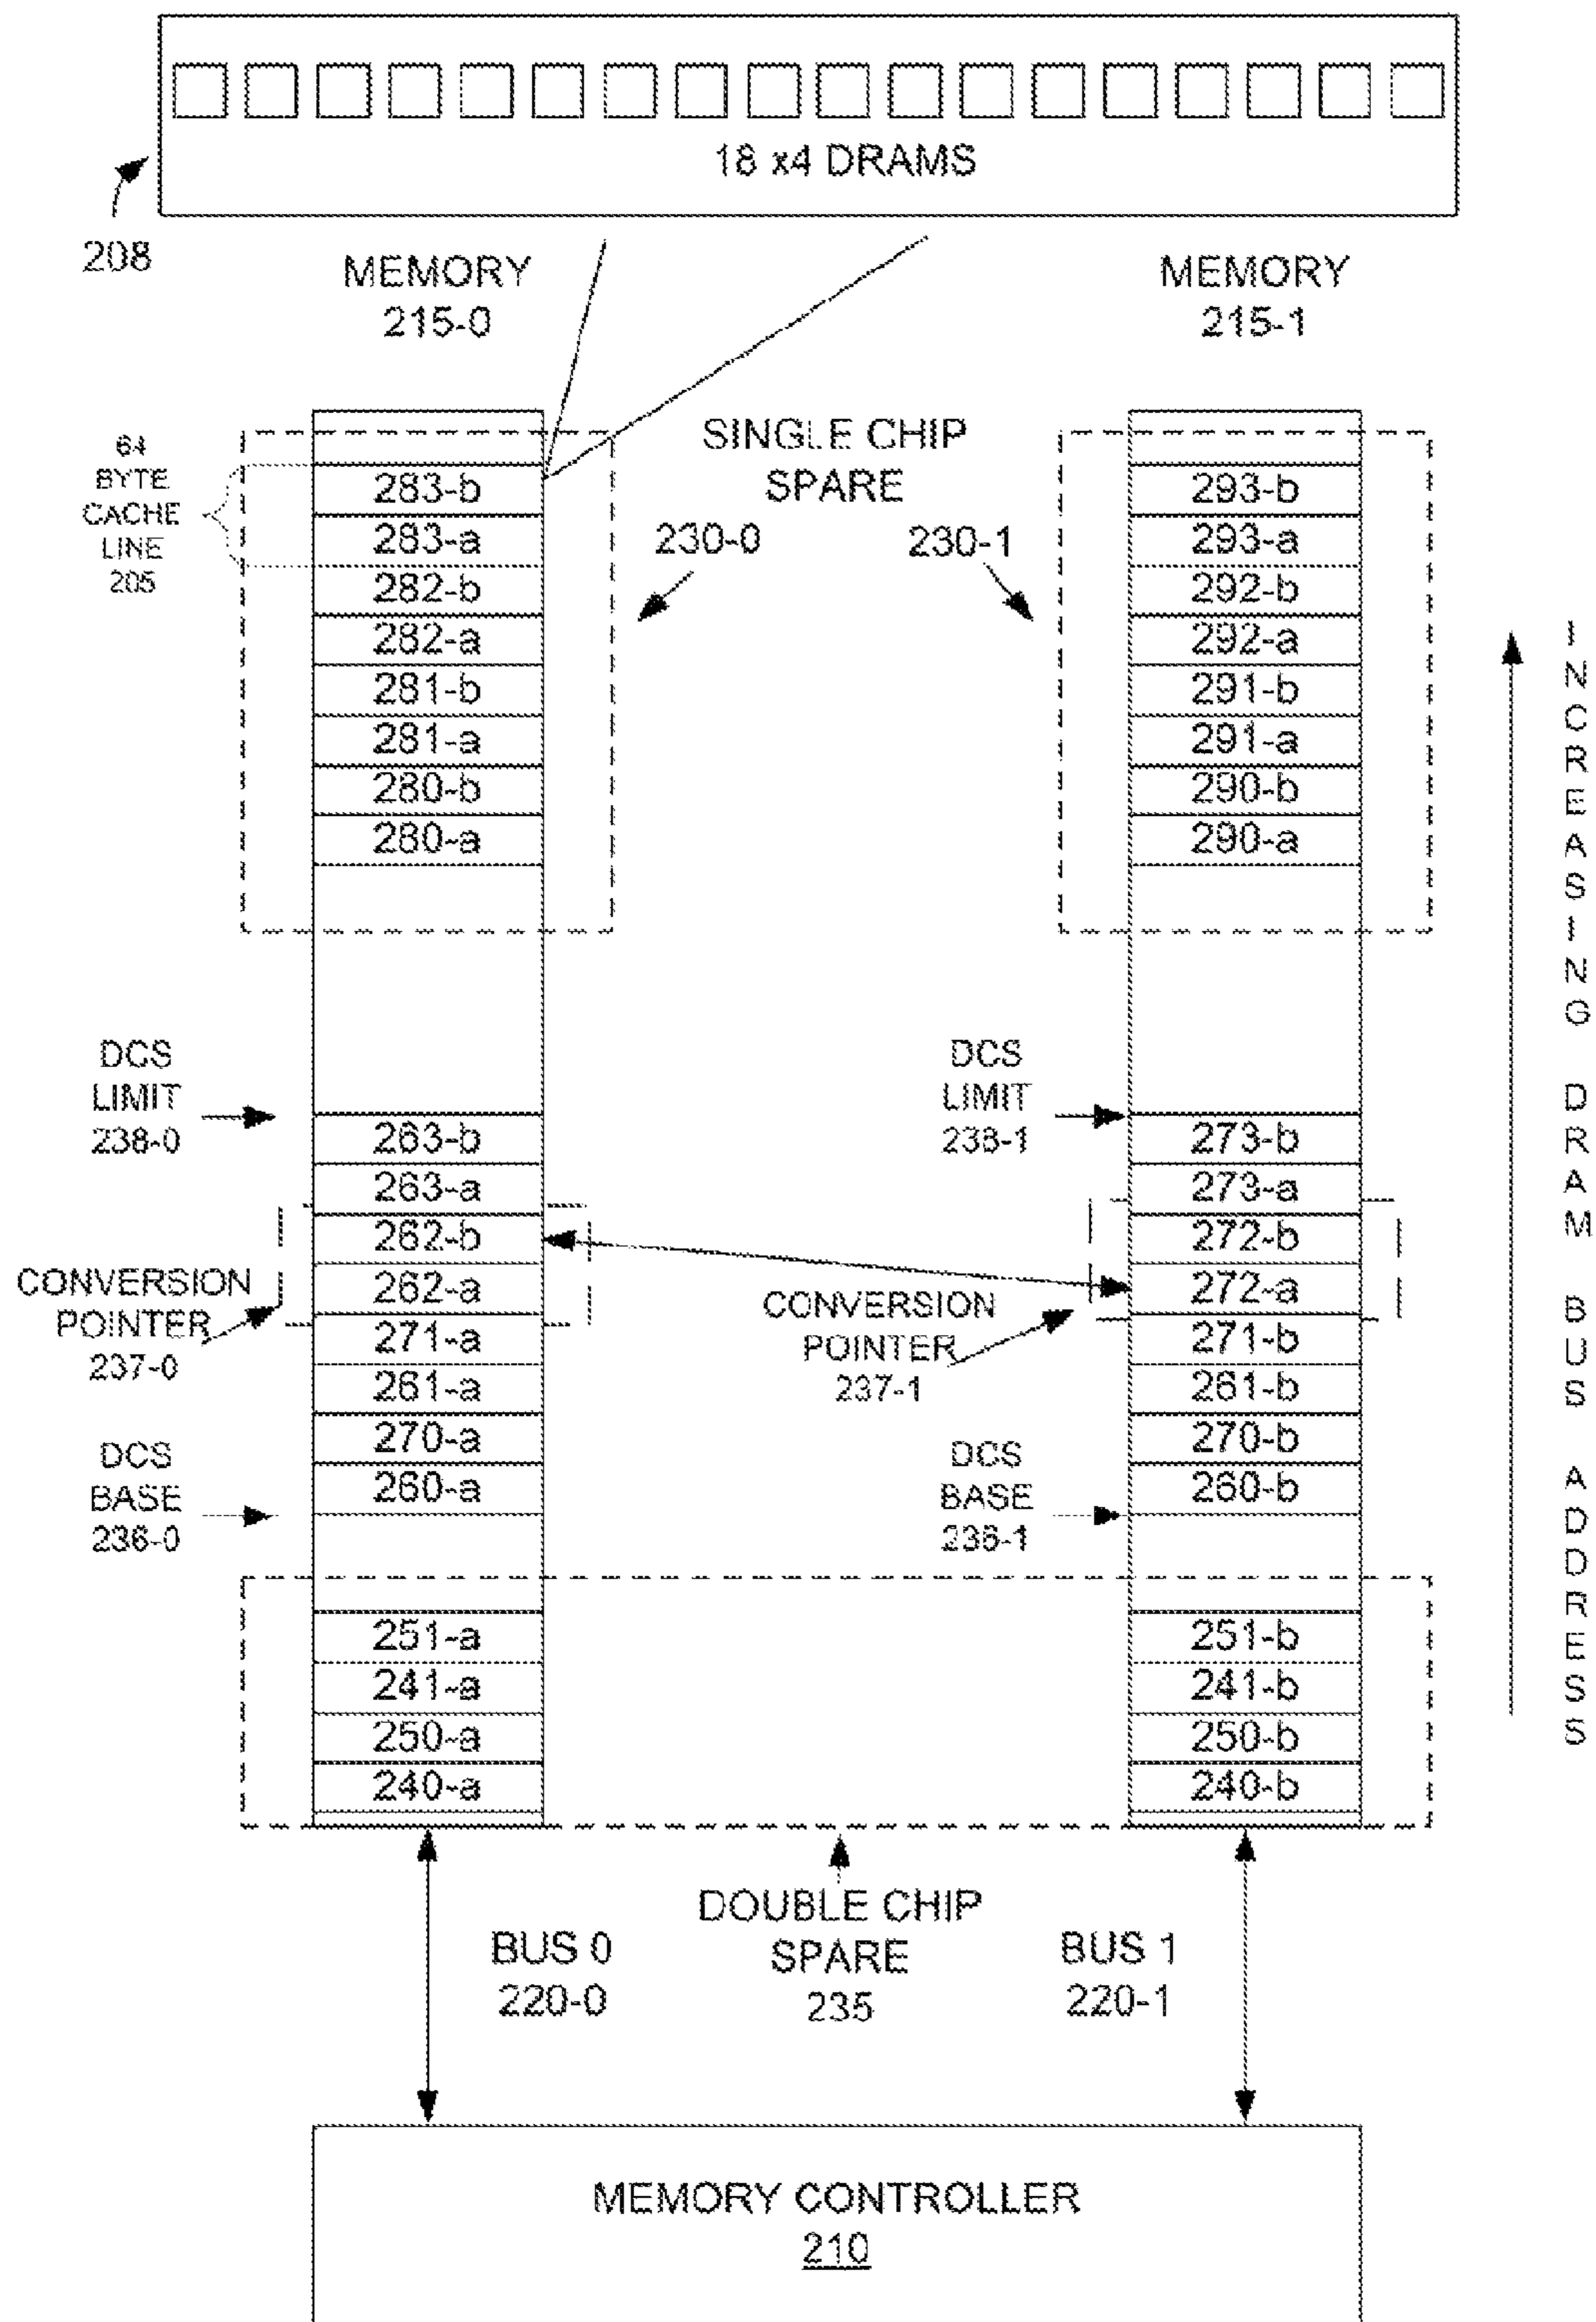 18 x4 DRAMS
208
MEMORY
215-0
MEMORY
215-1
64
BYTE
CACHE
LINE
205
SINGLE CHIP
SPARE
230-0
230-1
283-b
283-a
282-b
282-a
281-b
281-a
280-b
280-a
293-b
293-a
292-b
292-a
291-b
291-a
290-b
290-a
DCS
LIMIT
238-0
DCS
LIMIT
238-1
263-b
263-a
262-b
262-a
271-a
261-a
270-a
260-a
273-b
273-a
272-b
272-a
271-b
261-b
270-b
260-b
CONVERSION
POINTER
237-0
CONVERSION
POINTER
237-1
DCS
BASE
236-0
DCS
BASE
236-1
251-a
241-a
250-a
240-a
251-b
241-b
250-b
240-b
INCREASING DRAM BUS ADDRESS
BUS 0
220-0
DOUBLE CHIP
SPARE
235
BUS 1
220-1
MEMORY CONTROLLER
210